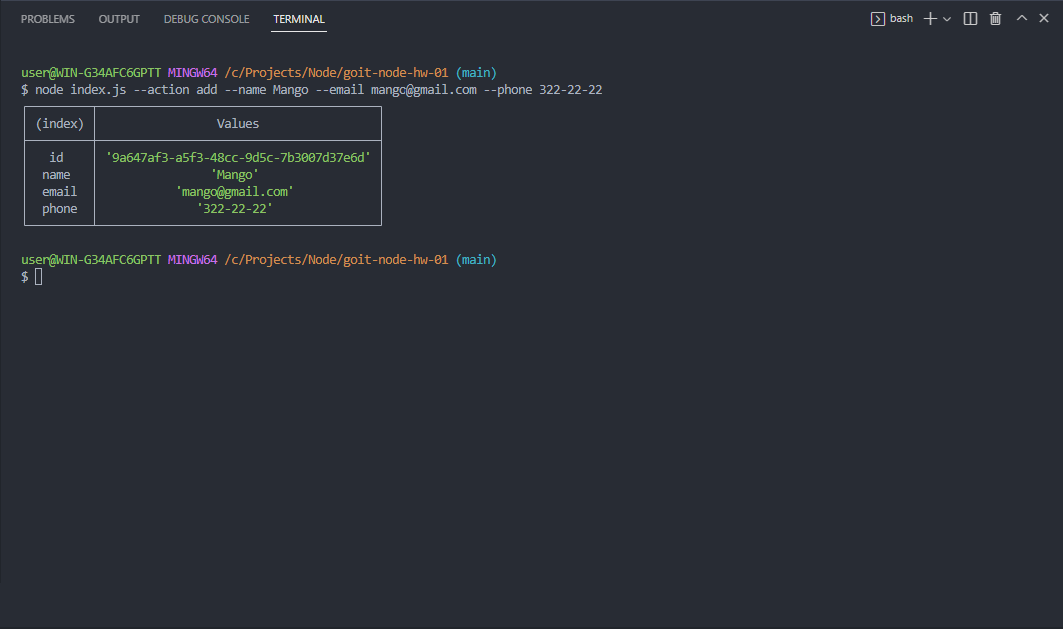 PROBLEMS OUTPUT DEBUG CONSOLE TERMINAL bash
user@WIN-G34AFC6GPTT MINGW64 /c/Projects/Node/goit-node-hw-01 (main)
$ node index.js --action add --name Mango --email mango@gmail.com --phone 322-22-22
(index) Values
id '9a647af3-a5f3-48cc-9d5c-7b3007d37e6d'
name 'Mango'
email 'mango@gmail.com'
phone '322-22-22'
user@WIN-G34AFC6GPTT MINGW64 /c/Projects/Node/goit-node-hw-01 (main)
$